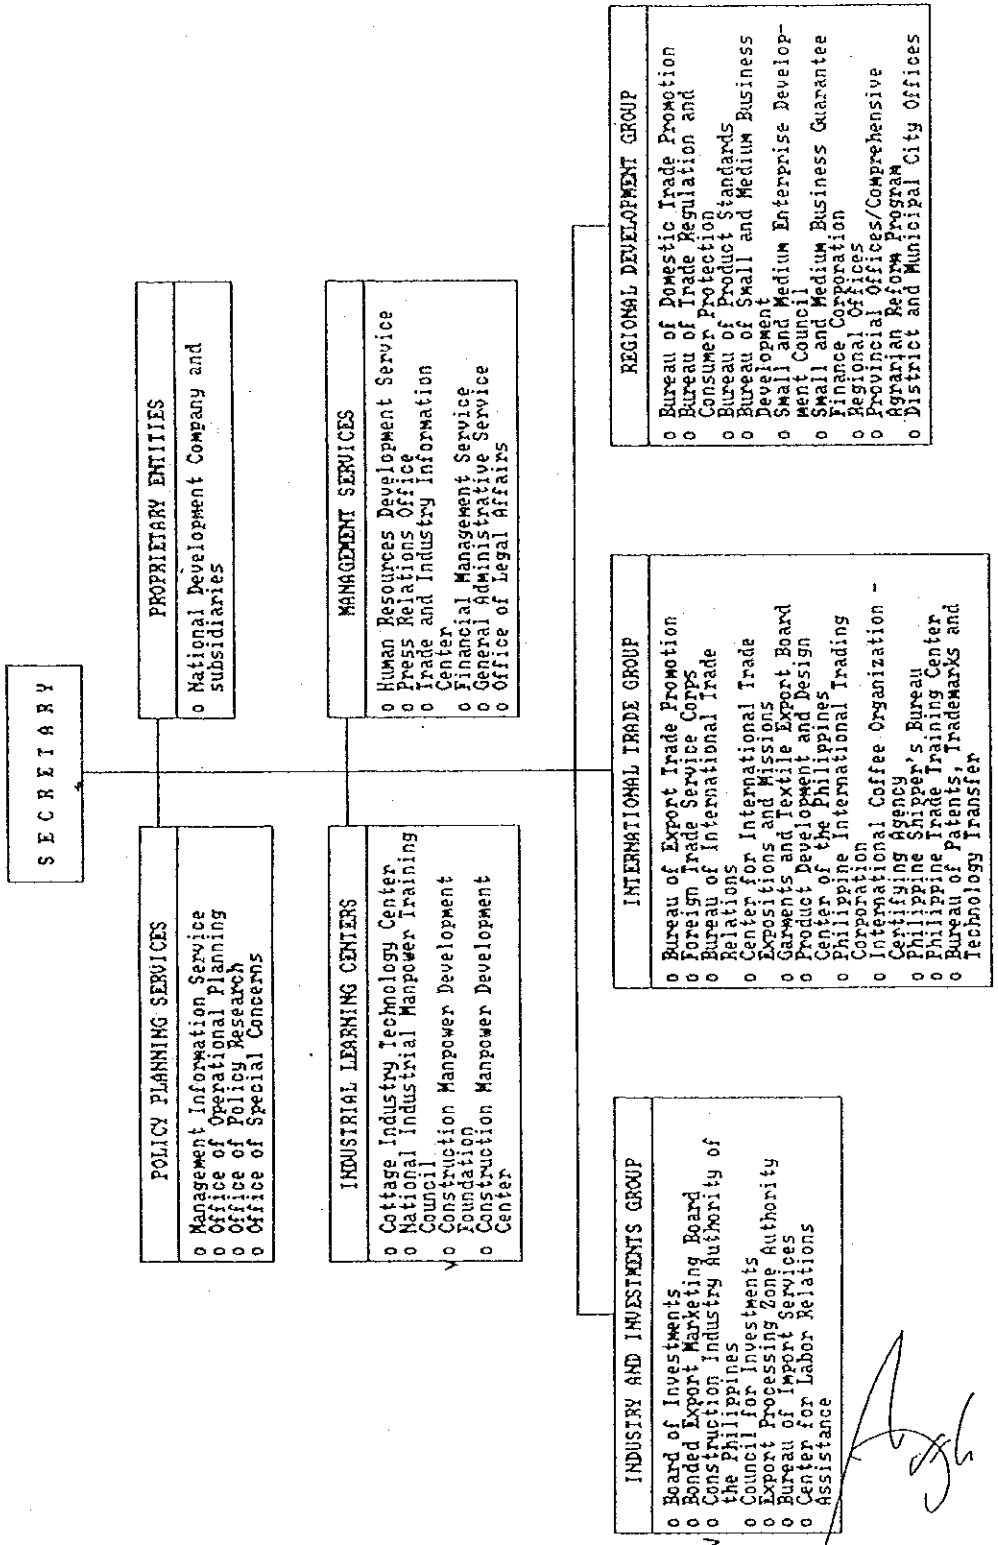 S E C R E T A R Y
POLICY PLANNING SERVICES
o Management Information Service
o Office of Operational Planning
o Office of Policy Research
o Office of Special Concerns
PROPRIETARY ENTITIES
o National Development Company and
subsidiaries
INDUSTRIAL LEARNING CENTERS
o Cottage Industry Technology Center
o National Industrial Manpower Training
Council
o Construction Manpower Development
Foundation
o Construction Manpower Development
Center
MANAGEMENT SERVICES
o Human Resources Development Service
o Press Relations Office
o Trade and Industry Information
Center
o Financial Management Service
o General Administrative Service
o Office of Legal Affairs
INDUSTRY AND INVESTMENTS GROUP
o Board of Investments
o Bonded Export Marketing Board
o Construction Industry Authority of
the Philippines
o Council for Investments
o Export Processing Zone Authority
o Bureau of Import Services
o Center for Labor Relations
Assistance
INTERNATIONAL TRADE GROUP
o Bureau of Export Trade Promotion
o Foreign Trade Service Corps
o Bureau of International Trade
Relations
o Center for International Trade
Expositions and Missions
o Garments and Textile Export Board
o Product Development and Design
Center of the Philippines
o Philippine International Trading
Corporation
o International Coffee Organization -
Certifying Agency
o Philippine Shipper's Bureau
o Philippine Trade Training Center
o Bureau of Patents, Trademarks and
Technology Transfer
REGIONAL DEVELOPMENT GROUP
o Bureau of Domestic Trade Promotion
o Bureau of Trade Regulation and
Consumer Protection
o Bureau of Product Standards
o Bureau of Small and Medium Business
Development
o Small and Medium Enterprise Develop-
ment Council
o Small and Medium Business Guarantee
Finance Corporation
o Regional Offices
o Provincial Offices/Comprehensive
Agrarian Reform Program
o District and Municipal City Offices